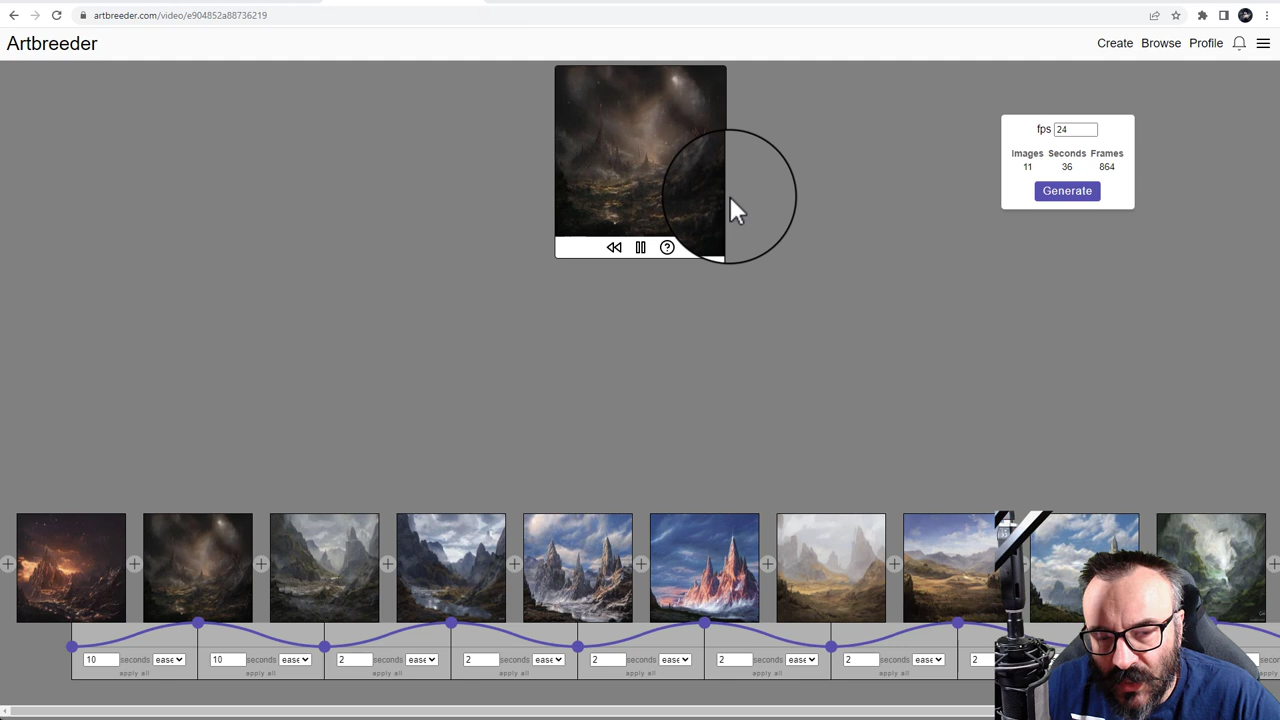 artbreeder.com/video/e904852a88736219
Artbreeder
Create Browse Profile
fps 24
Images Seconds Frames
11 36 864
Generate
10 seconds ease 10 seconds ease 2 seconds ease 2 seconds ease 2 seconds ease 2 seconds ease 2 seconds ease 2 seconds
apply all apply all apply all apply all apply all apply all apply all